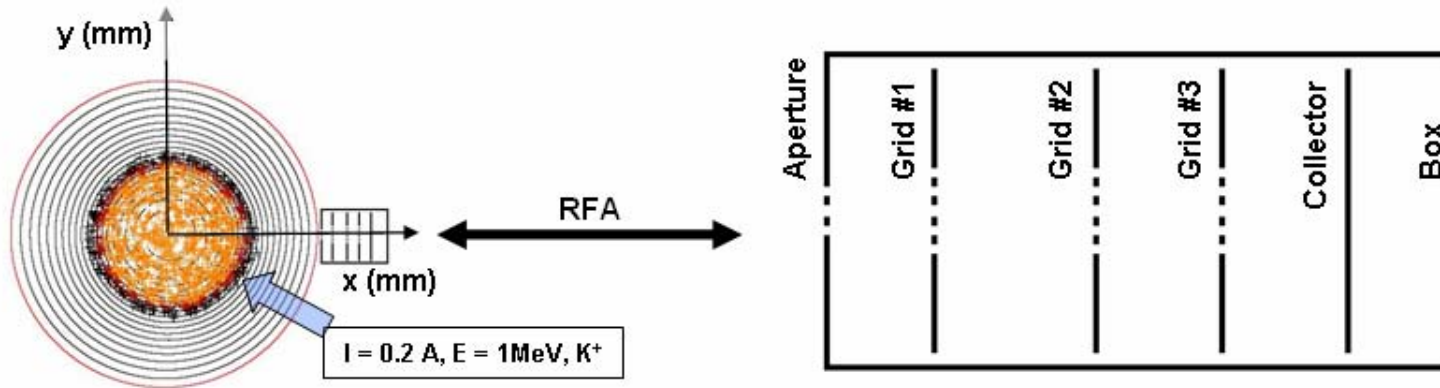 y (mm)
x (mm)
I = 0.2 A, E = 1MeV, K⁺
RFA
Aperture
Grid #1
Grid #2
Grid #3
Collector
Box